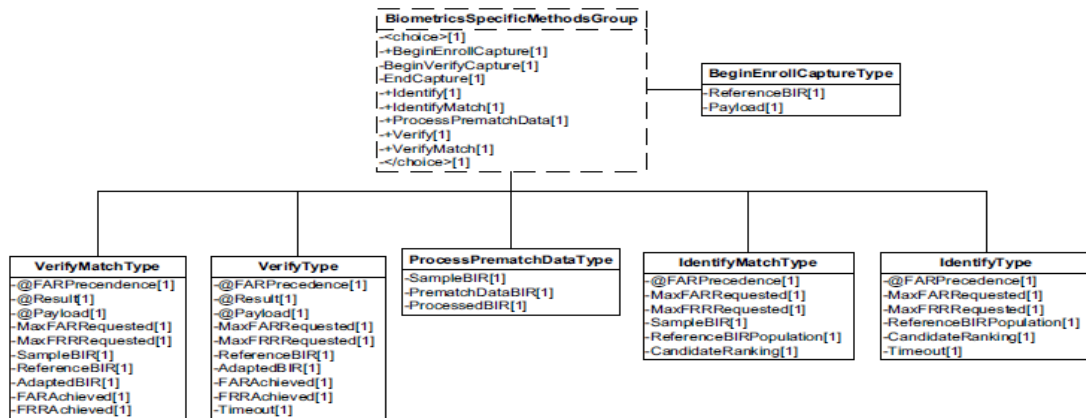 BiometricsSpecificMethodsGroup
-<choice>[1]
-+BeginEnrollCapture[1]
-BeginVerifyCapture[1]
-EndCapture[1]
-+Identify[1]
-+IdentifyMatch[1]
-+ProcessPrematchData[1]
-+Verify[1]
-+VerifyMatch[1]
-</choice>[1]
BeginEnrollCaptureType
-ReferenceBIR[1]
-Payload[1]
VerifyMatchType
-@FARPrecendence[1]
-@Result[1]
-@Payload[1]
-MaxFARRequested[1]
-MaxFRRRequested[1]
-SampleBIR[1]
-ReferenceBIR[1]
-AdaptedBIR[1]
-FARAchieved[1]
-FRRAchieved[1]
VerifyType
-@FARPrecedence[1]
-@Result[1]
-@Payload[1]
-MaxFARRequested[1]
-MaxFRRRequested[1]
-ReferenceBIR[1]
-AdaptedBIR[1]
-FARAchieved[1]
-FRRAchieved[1]
-Timeout[1]
ProcessPrematchDataType
-SampleBIR[1]
-PrematchDataBIR[1]
-ProcessedBIR[1]
IdentifyMatchType
-@FARPrecedence[1]
-MaxFARRequested[1]
-MaxFRRRequested[1]
-SampleBIR[1]
-ReferenceBIRPopulation[1]
-CandidateRanking[1]
IdentifyType
-@FARPrecedence[1]
-MaxFARRequested[1]
-MaxFRRRequested[1]
-ReferenceBIRPopulation[1]
-CandidateRanking[1]
-Timeout[1]